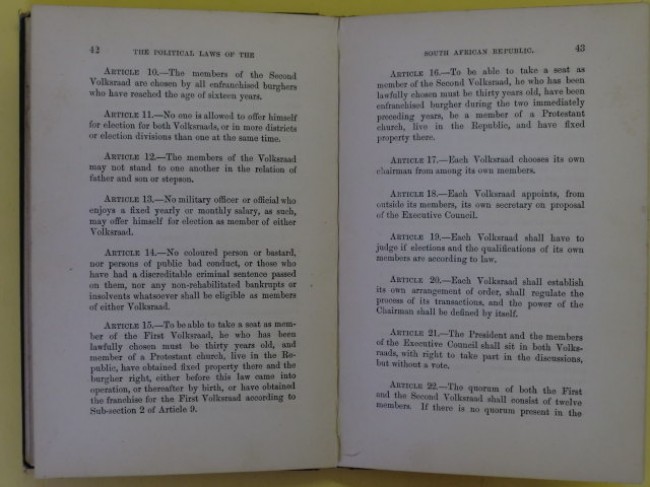 42
THE POLITICAL LAWS OF THE
ARTICLE 10.—The members of the Second
Volksraad are chosen by all enfranchised burghers
who have reached the age of sixteen years.
ARTICLE 11.—No one is allowed to offer himself
for election for both Volksraads, or in more districts
or election divisions than one at the same time.
ARTICLE 12.—The members of the Volksraad
may not stand to one another in the relation of
father and son or stepson.
ARTICLE 13.—No military officer or official who
enjoys a fixed yearly or monthly salary, as such,
may offer himself for election as member of either
Volksraad.
ARTICLE 14.—No coloured person or bastard,
nor persons of public bad conduct, or those who
have had a discreditable criminal sentence passed
on them, nor any non-rehabilitated bankrupts or
insolvents whatsoever shall be eligible as members
of either Volksraad.
ARTICLE 15.—To be able to take a seat as mem-
ber of the First Volksraad, he who has been
lawfully chosen must be thirty years old, and
member of a Protestant church, live in the Re-
public, have obtained fixed property there and the
burgher right, either before this law came into
operation, or thereafter by birth, or have obtained
the franchise for the First Volksraad according to
Sub-section 2 of Article 9.
SOUTH AFRICAN REPUBLIC.
43
ARTICLE 16.—To be able to take a seat as
member of the Second Volksraad, he who has been
lawfully chosen must be thirty years old, have been
enfranchised burgher during the two immediately
preceding years, be a member of a Protestant
church, live in the Republic, and have fixed
property there.
ARTICLE 17.—Each Volksraad chooses its own
chairman from among its own members.
ARTICLE 18.—Each Volksraad appoints, from
outside its members, its own secretary on proposal
of the Executive Council.
ARTICLE 19.—Each Volksraad shall have to
judge if elections and the qualifications of its own
members are according to law.
ARTICLE 20.—Each Volksraad shall establish
its own arrangement of order, shall regulate the
process of its transactions, and the power of the
Chairman shall be defined by itself.
ARTICLE 21.—The President and the members
of the Executive Council shall sit in both Volks-
raads, with right to take part in the discussions,
but without a vote.
ARTICLE 22.—The quorum of both the First
and the Second Volksraad shall consist of twelve
members. If there is no quorum present in the